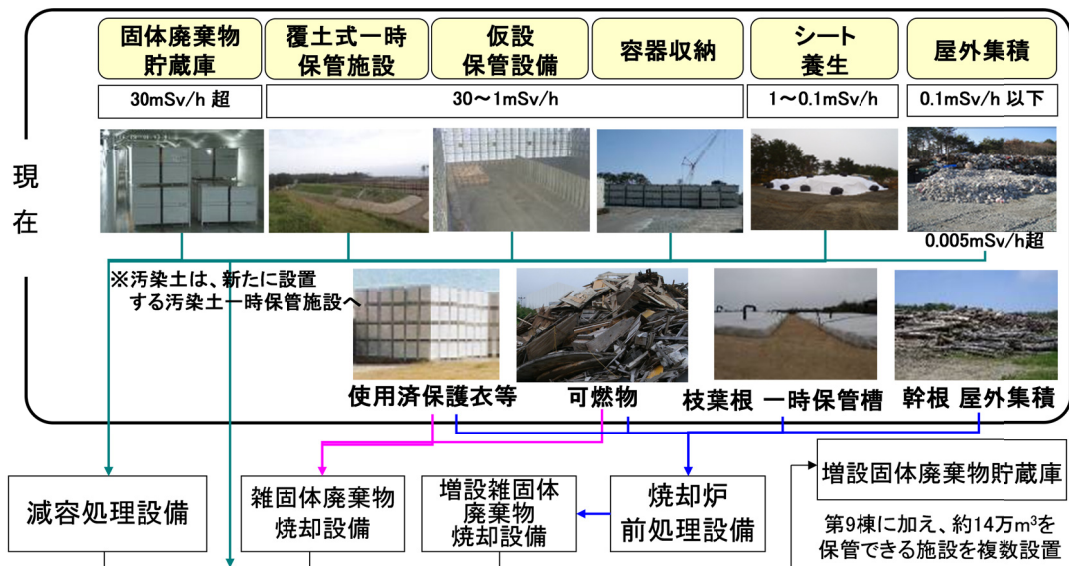 固体廃棄物
貯蔵庫
覆土式一時
保管施設
仮設
保管設備
容器収納
シート
養生
屋外集積
30mSv/h 超
30～1mSv/h
1～0.1mSv/h
0.1mSv/h 以下
現
在
0.005mSv/h超
※汚染土は、新たに設置
する汚染土一時保管施設へ
使用済保護衣等
可燃物
枝葉根 一時保管槽
幹根 屋外集積
減容処理設備
雑固体廃棄物
焼却設備
増設雑固体
廃棄物
焼却設備
焼却炉
前処理設備
増設固体廃棄物貯蔵庫
第9棟に加え、約14万m³を
保管できる施設を複数設置